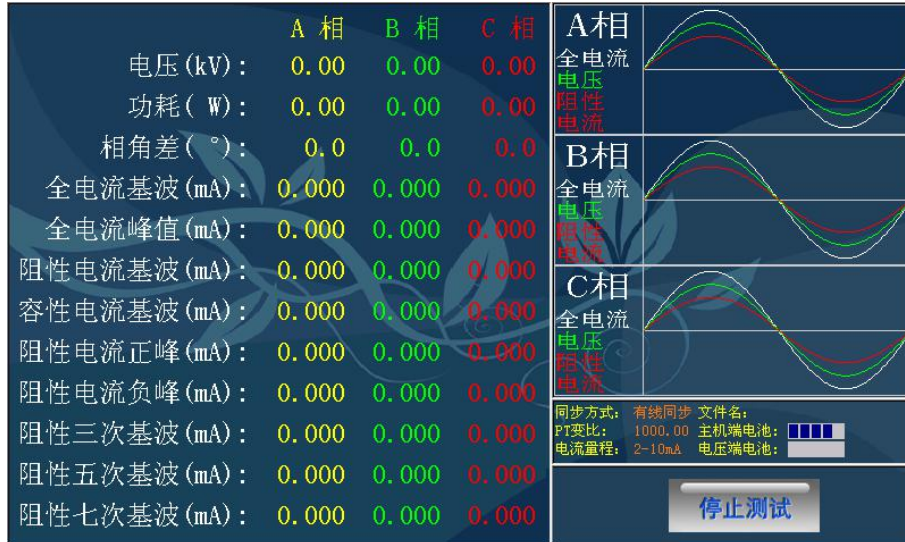 A 相 B 相 C 相
电压(kV): 0.00 0.00 0.00
功耗( W): 0.00 0.00 0.00
相角差( °): 0.0 0.0 0.0
全电流基波(mA): 0.000 0.000 0.000
全电流峰值(mA): 0.000 0.000 0.000
阻性电流基波(mA): 0.000 0.000 0.000
容性电流基波(mA): 0.000 0.000 0.000
阻性电流正峰(mA): 0.000 0.000 0.000
阻性电流负峰(mA): 0.000 0.000 0.000
阻性三次基波(mA): 0.000 0.000 0.000
阻性五次基波(mA): 0.000 0.000 0.000
阻性七次基波(mA): 0.000 0.000 0.000
A相
全电流
电压
阻性
电流
B相
全电流
电压
阻性
电流
C相
全电流
电压
阻性
电流
同步方式: 有线同步 文件名:
PT变比: 1000.00 主机端电池:
电流量程: 2-10mA 电压端电池:
停止测试